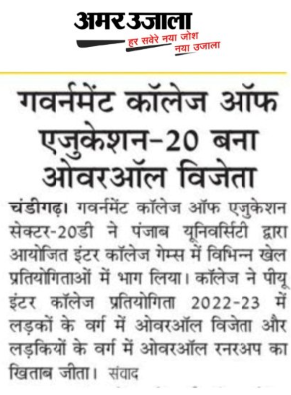 अमर उजाला
हर सवेरे नया जोश
नया उजाला
गवर्नमेंट कॉलेज ऑफ
एजुकेशन-20 बना
ओवरऑल विजेता
चंडीगढ़। गवर्नमेंट कॉलेज ऑफ एजुकेशन
सेक्टर-20डी ने पंजाब यूनिवर्सिटी द्वारा
आयोजित इंटर कॉलेज गेम्स में विभिन्न खेल
प्रतियोगिताओं में भाग लिया। कॉलेज ने पीयू
इंटर कॉलेज प्रतियोगिता 2022-23 में
लड़कों के वर्ग में ओवरऑल विजेता और
लड़कियों के वर्ग में ओवरऑल रनरअप का
खिताब जीता। संवाद